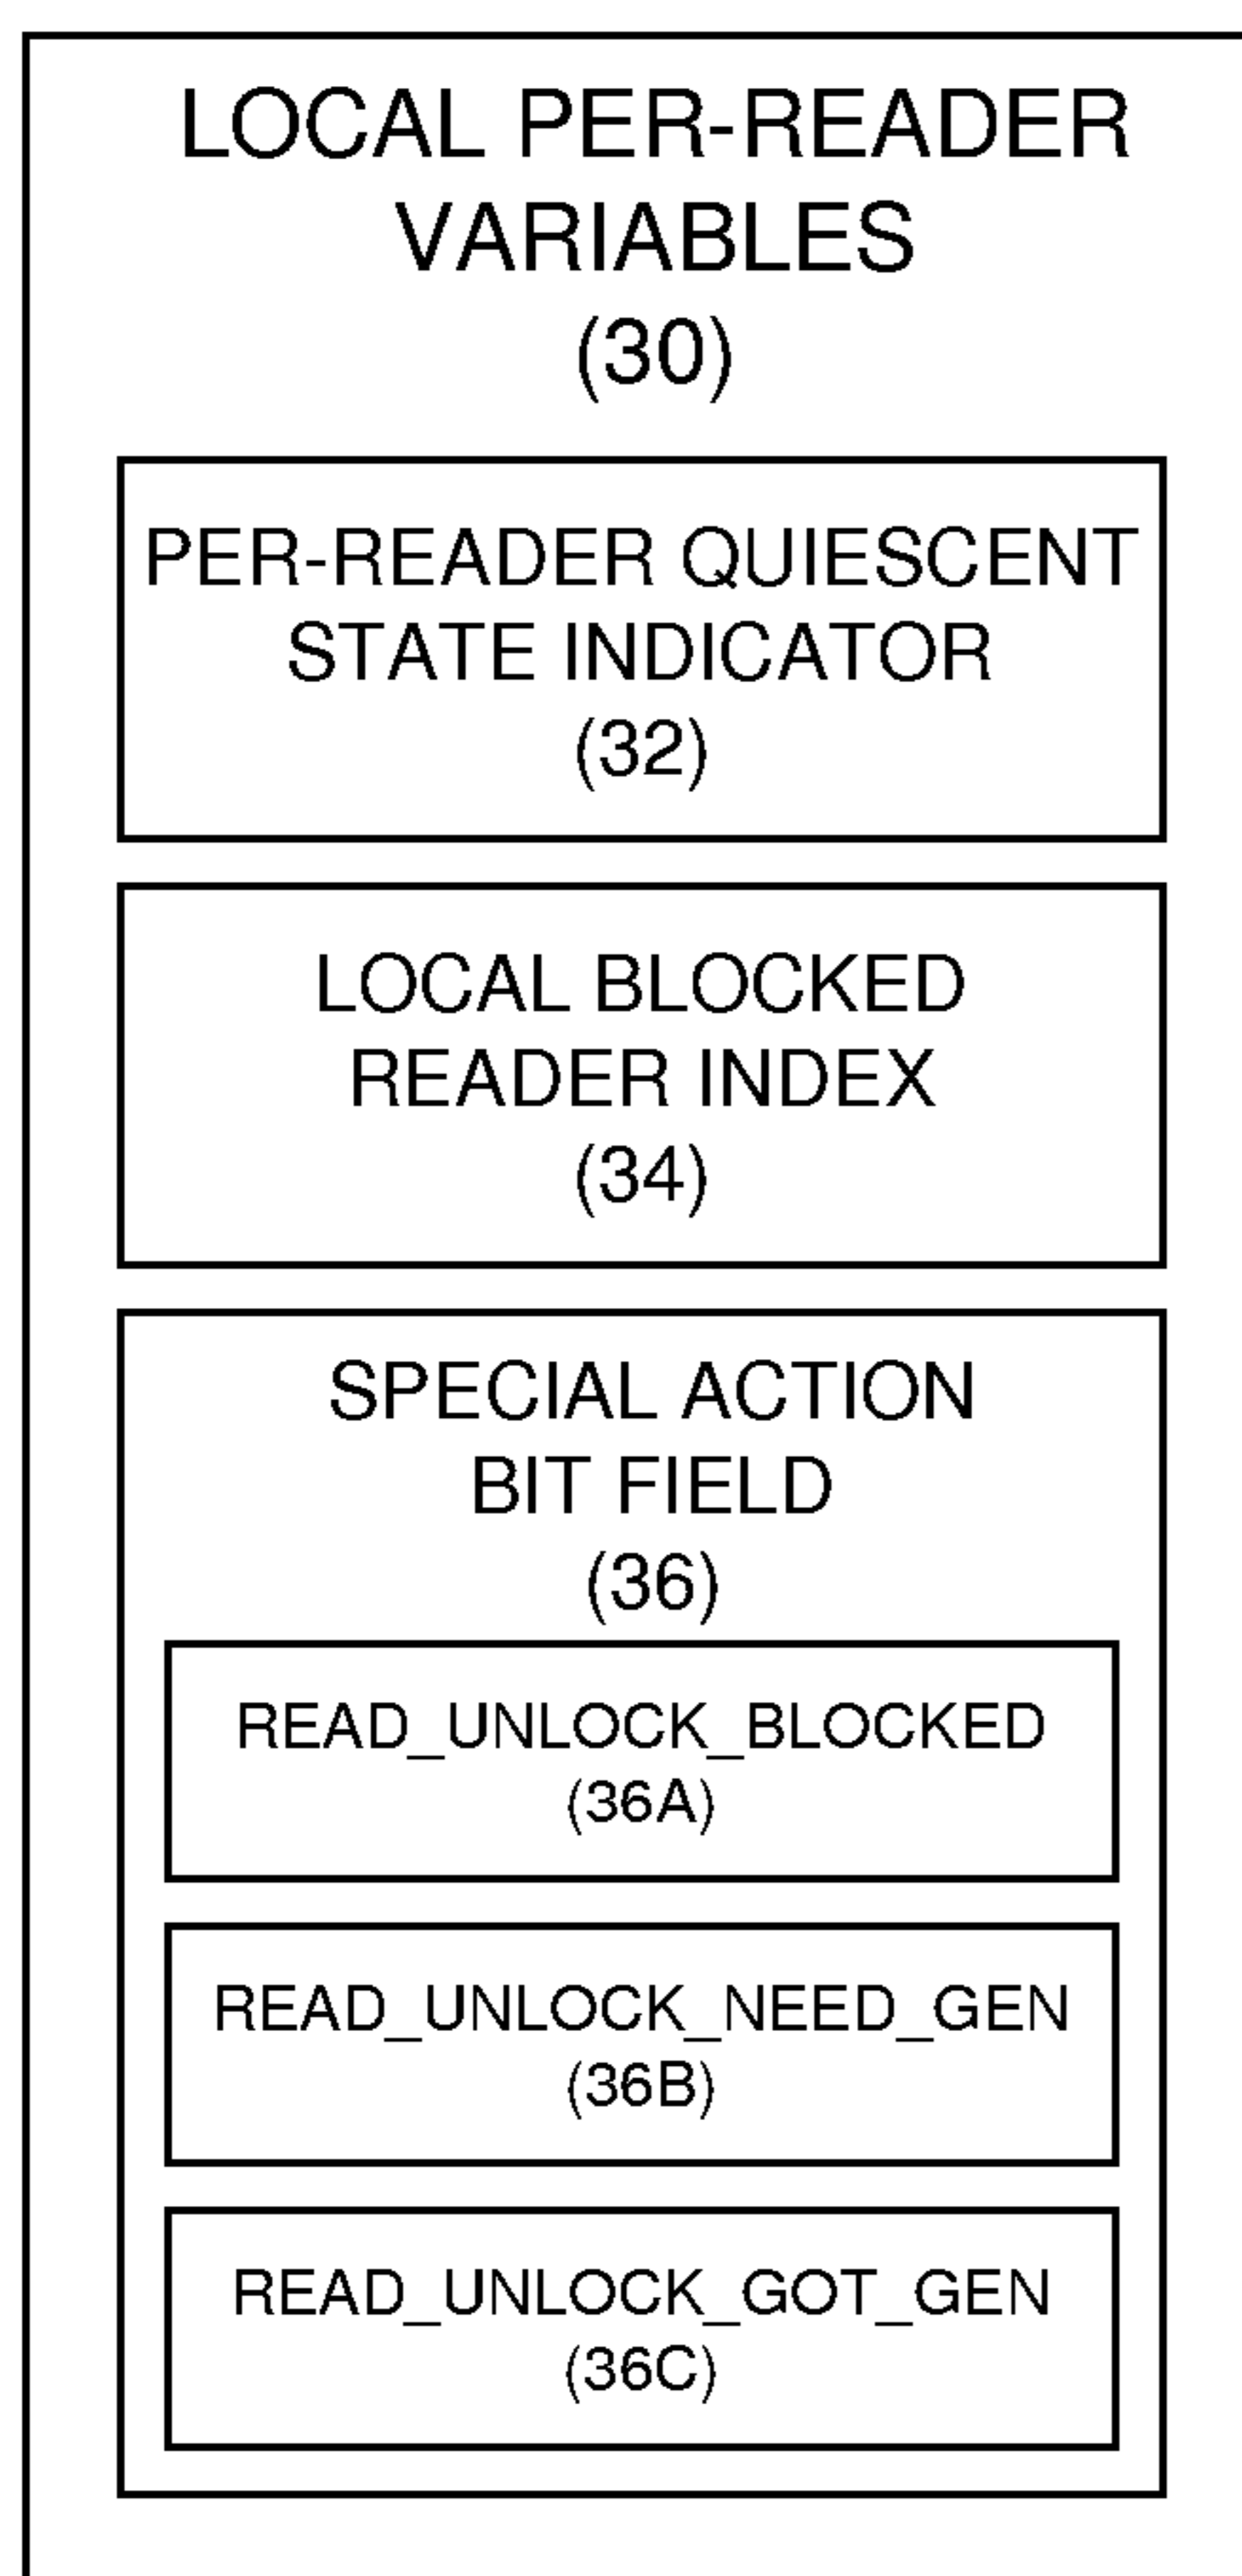 LOCAL PER-READER
VARIABLES
(30)
PER-READER QUIESCENT
STATE INDICATOR
(32)
LOCAL BLOCKED
READER INDEX
(34)
SPECIAL ACTION
BIT FIELD
(36)
READ_UNLOCK_BLOCKED
(36A)
READ_UNLOCK_NEED_GEN
(36B)
READ_UNLOCK_GOT_GEN
(36C)